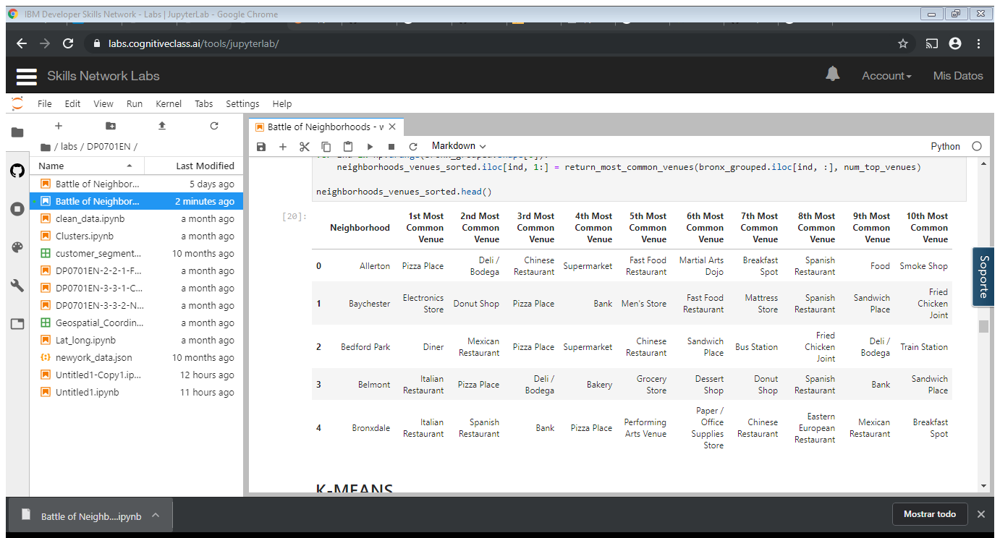 IBM Developer Skills Network - Labs | JupyterLab - Google Chrome
labs.cognitiveclass.ai/tools/jupyterlab/
Skills Network Labs
Account
Mis Datos
File Edit View Run Kernel Tabs Settings Help
Battle of Neighborhoods - w
/ labs / DP0701EN /
Markdown
Python
Name Last Modified
Battle of Neighbor... 5 days ago
Battle of Neighbor... 2 minutes ago
clean_data.ipynb a month ago
Clusters.ipynb a month ago
customer_segment... 10 months ago
DP0701EN-2-2-1-F... a month ago
DP0701EN-3-3-1-C... a month ago
DP0701EN-3-3-2-N... a month ago
Geospatial_Coordin... a month ago
Lat_long.ipynb a month ago
newyork_data.json 10 months ago
Untitled1-Copy1.ip... 12 hours ago
Untitled1.ipynb 11 hours ago
neighborhoods_venues_sorted.iloc[ind, 1:] = return_most_common_venues(bronx_grouped.iloc[ind, :], num_top_venues)
neighborhoods_venues_sorted.head()
[20]:
1st Most 2nd Most 3rd Most 4th Most 5th Most 6th Most 7th Most 8th Most 9th Most 10th Most
Neighborhood Common Common Common Common Common Common Common Common Common Common
Venue Venue Venue Venue Venue Venue Venue Venue Venue Venue
Deli / Chinese Fast Food Martial Arts Breakfast Spanish
0 Allerton Pizza Place Supermarket Food Smoke Shop
Bodega Restaurant Restaurant Dojo Spot Restaurant
Fried
Electronics Fast Food Mattress Spanish Sandwich
1 Baychester Donut Shop Pizza Place Bank Men's Store Chicken
Store Restaurant Store Restaurant Place
Joint
Fried
Mexican Chinese Sandwich Deli /
2 Bedford Park Diner Pizza Place Supermarket Bus Station Chicken Train Station
Restaurant Restaurant Place Bodega
Joint
Italian Deli / Grocery Dessert Donut Spanish Sandwich
3 Belmont Pizza Place Bakery Bank
Restaurant Bodega Store Shop Shop Restaurant Place
Paper /
Italian Spanish Performing Office Chinese Eastern Mexican Breakfast
4 Bronxdale Bank Pizza Place European
Restaurant Restaurant Arts Venue Supplies Restaurant Restaurant Restaurant Spot
Store
K-MEANS
Soporte
Battle of Neighb....ipynb
Mostrar todo